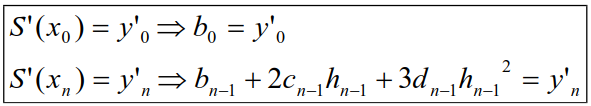 S'(x₀) = y'₀ ⇒ b₀ = y'₀
S'(xₙ) = y'ₙ ⇒ bₙ₋₁ + 2cₙ₋₁hₙ₋₁ + 3dₙ₋₁hₙ₋₁² = y'ₙ